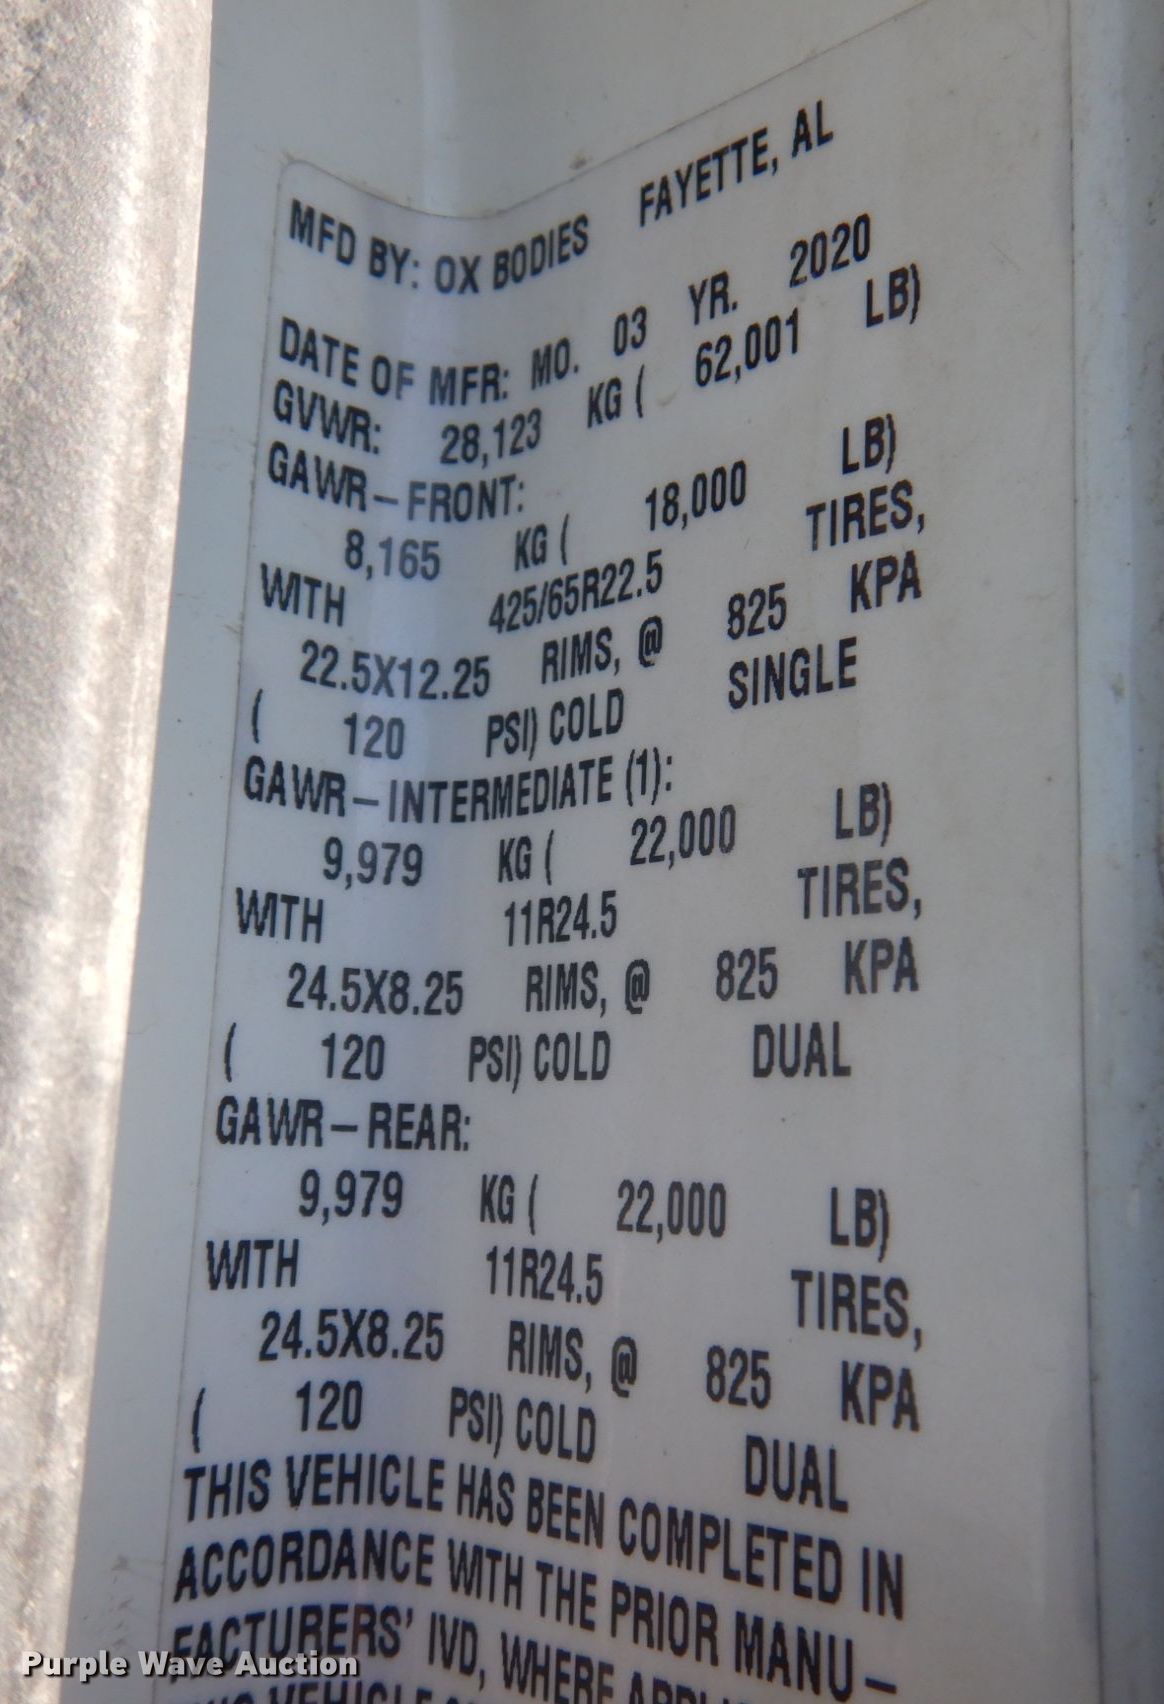 MFD BY: OX BODIES FAYETTE, AL
DATE OF MFR: MO. 03 YR. 2020
GVWR: 28,123 KG ( 62,001 LB)
GAWR – FRONT:
8,165 KG ( 18,000 LB)
WITH 425/65R22.5 TIRES,
22.5X12.25 RIMS, @ 825 KPA
( 120 PSI) COLD SINGLE
GAWR – INTERMEDIATE (1):
9,979 KG ( 22,000 LB)
WITH 11R24.5 TIRES,
24.5X8.25 RIMS, @ 825 KPA
( 120 PSI) COLD DUAL
GAWR – REAR:
9,979 KG ( 22,000 LB)
WITH 11R24.5 TIRES,
24.5X8.25 RIMS, @ 825 KPA
( 120 PSI) COLD DUAL
THIS VEHICLE HAS BEEN COMPLETED IN
ACCORDANCE WITH THE PRIOR MANU –
FACTURERS' IVD, WHERE
VEHICLE
Purple Wave Auction